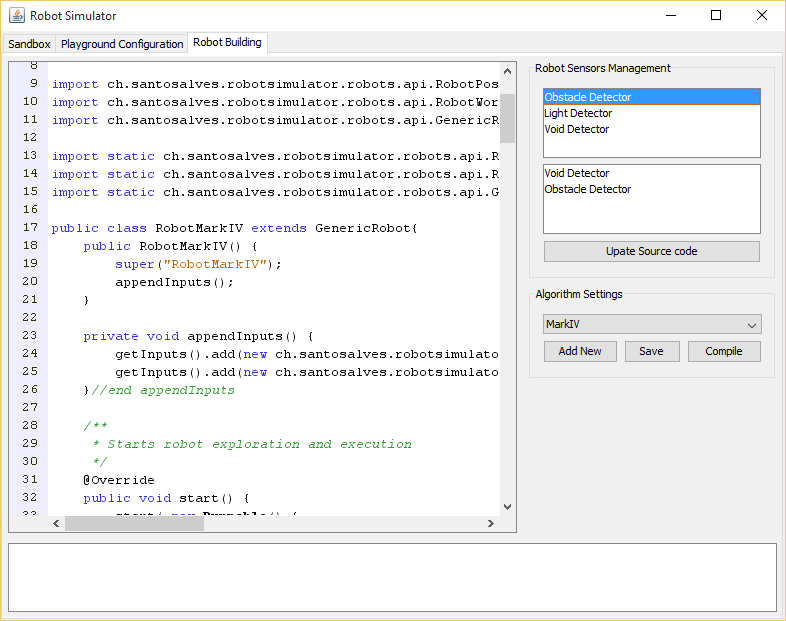 Robot Simulator
Sandbox Playground Configuration Robot Building
8
9 import ch.santosalves.robotsimulator.robots.api.RobotPos
10 import ch.santosalves.robotsimulator.robots.api.RobotWor
11 import ch.santosalves.robotsimulator.robots.api.GenericR
12
13 import static ch.santosalves.robotsimulator.robots.api.R
14 import static ch.santosalves.robotsimulator.robots.api.R
15 import static ch.santosalves.robotsimulator.robots.api.G
16
17 public class RobotMarkIV extends GenericRobot{
18 public RobotMarkIV() {
19 super("RobotMarkIV");
20 appendInputs();
21 }
22
23 private void appendInputs() {
24 getInputs().add(new ch.santosalves.robotsimulato
25 getInputs().add(new ch.santosalves.robotsimulato
26 }//end appendInputs
27
28 /**
29 * Starts robot exploration and execution
30 */
31 @Override
32 public void start() {
33 start( new Runnable() {
Robot Sensors Management
Obstacle Detector
Light Detector
Void Detector
Void Detector
Obstacle Detector
Upate Source code
Algorithm Settings
MarkIV
Add New Save Compile